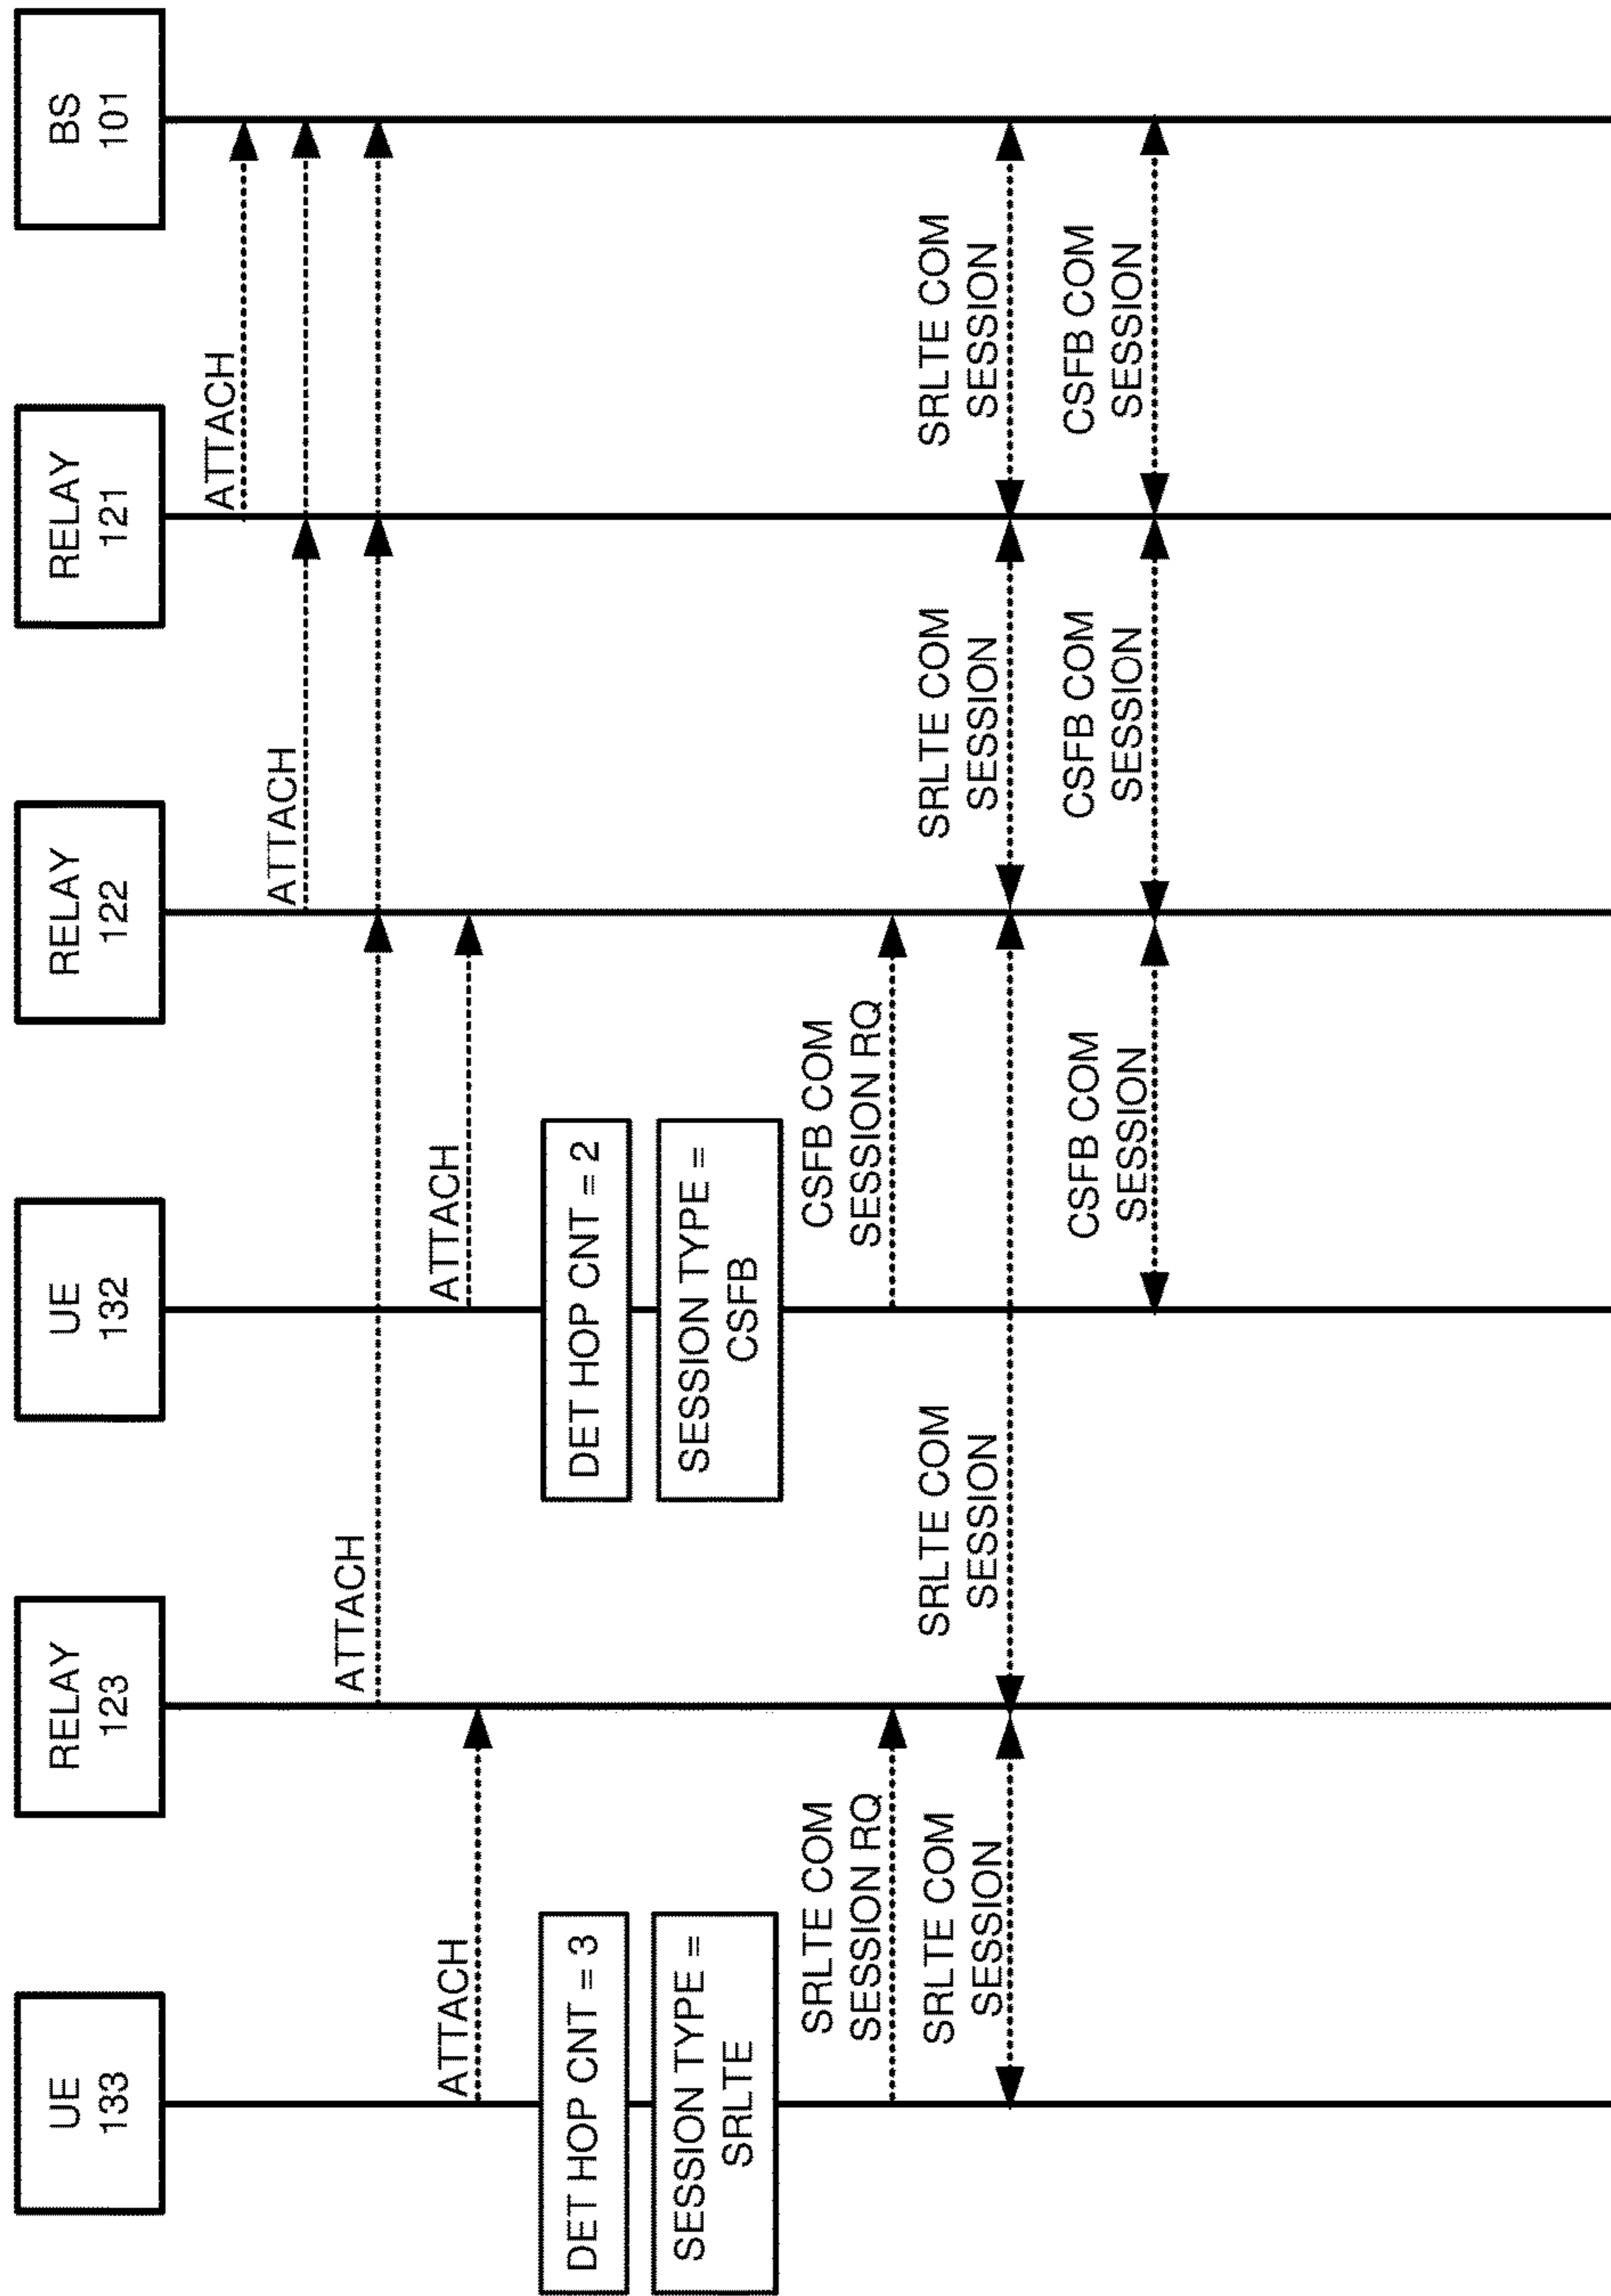 UE
133
RELAY
123
UE
132
RELAY
122
RELAY
121
BS
101
ATTACH
ATTACH
ATTACH
ATTACH
ATTACH
DET HOP CNT = 3
DET HOP CNT = 2
SESSION TYPE =
SRLTE
SESSION TYPE =
CSFB
SRLTE COM
SESSION RQ
CSFB COM
SESSION RQ
SRLTE COM
SESSION
SRLTE COM
SESSION
SRLTE COM
SESSION
SRLTE COM
SESSION
CSFB COM
SESSION
CSFB COM
SESSION
CSFB COM
SESSION